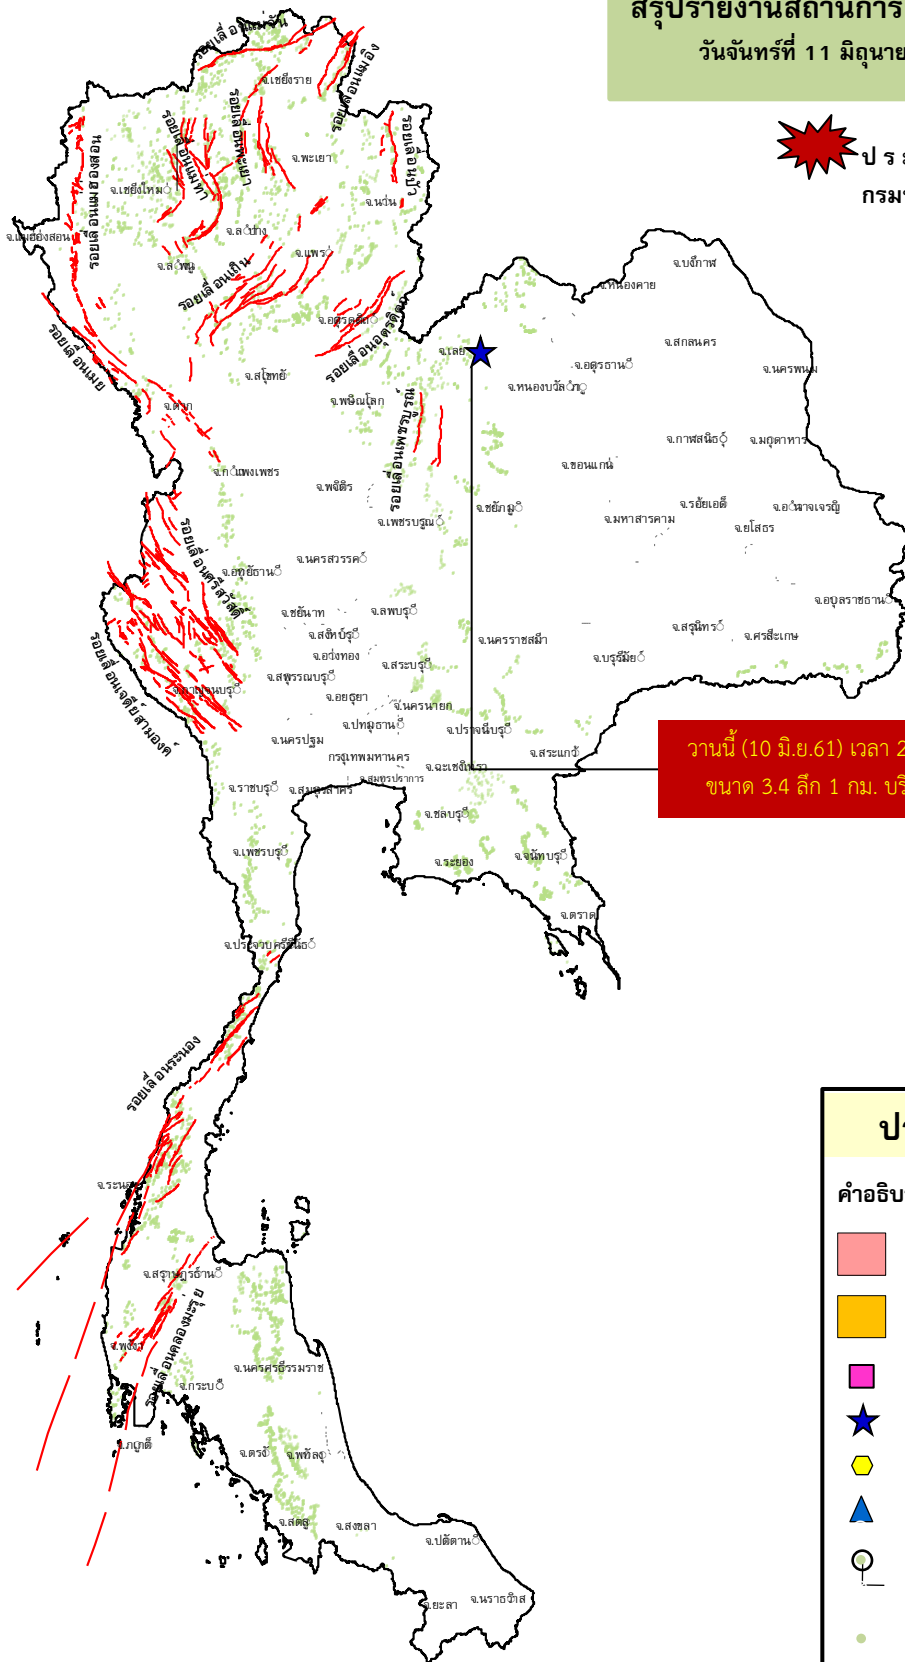 สรุปรายงานสถานการ
วันจันทร์ที่ 11 มิถุนาย
รอยเลื่อนแม่จัน
รอยเลื่อนแม่อิง
จ.เชียงราย
รอยเลื่อนแม่ทา
รอยเลื่อนพะเยา
รอยเลื่อนปัว
ป ร ะ
กรมท
รอยเลื่อนแม่ฮ่องสอน
จ.พะเยา
จ.เชียงใหม่
จ.น่าน
จ.แม่ฮ่องสอน
จ.ลำปาง
จ.แพร่
จ.ลำพูน
รอยเลื่อนเถิน
จ.บึงกาฬ
จ.หนองคาย
จ.อุตรดิตถ์
รอยเลื่อนอุตรดิตถ์
รอยเลื่อนเมย
จ.เลย
จ.สกลนคร
จ.อุดรธานี
จ.นครพนม
จ.สุโขทัย
จ.หนองบัวลำภู
จ.ตาก
จ.พิษณุโลก
รอยเลื่อนเพชรบูรณ์
จ.กาฬสินธุ์
จ.มุกดาหาร
จ.กำแพงเพชร
จ.ขอนแก่น
จ.พิจิตร
จ.เพชรบูรณ์
จ.ชัยภูมิ
จ.มหาสารคาม
จ.ร้อยเอ็ด
จ.อำนาจเจริญ
จ.ยโสธร
รอยเลื่อนศรีสวัสดิ์
จ.นครสวรรค์
จ.อุทัยธานี
จ.ชัยนาท
จ.ลพบุรี
จ.อุบลราชธานี
จ.สิงห์บุรี
จ.นครราชสีมา
จ.สุรินทร์
จ.ศรีสะเกษ
จ.อ่างทอง
จ.บุรีรัมย์
รอยเลื่อนเจดีย์สามองค์
จ.สุพรรณบุรี
จ.สระบุรี
จ.กาญจนบุรี
จ.อยุธยา
จ.นครนายก
จ.ปทุมธานี
จ.ปราจีนบุรี
จ.นครปฐม
จ.สระแก้ว
กรุงเทพมหานคร
จ.ฉะเชิงเทรา
จ.สมุทรปราการ
จ.ราชบุรี
จ.สมุทรสาคร
วานนี้ (10 มิ.ย.61) เวลา 2
ขนาด 3.4 ลึก 1 กม. บริ
จ.ชลบุรี
จ.เพชรบุรี
จ.ระยอง
จ.จันทบุรี
จ.ตราด
จ.ประจวบคีรีขันธ์
รอยเลื่อนระนอง
จ.ระนอง
จ.สุราษฎร์ธานี
รอยเลื่อนคลองมะรุ่ย
จ.พังงา
จ.นครศรีธรรมราช
จ.กระบี่
จ.ภูเก็ต
จ.ตรัง
จ.พัทลุง
จ.สตูล
จ.สงขลา
จ.ปัตตานี
จ.ยะลา
จ.นราธิวาส
คำอธิบ